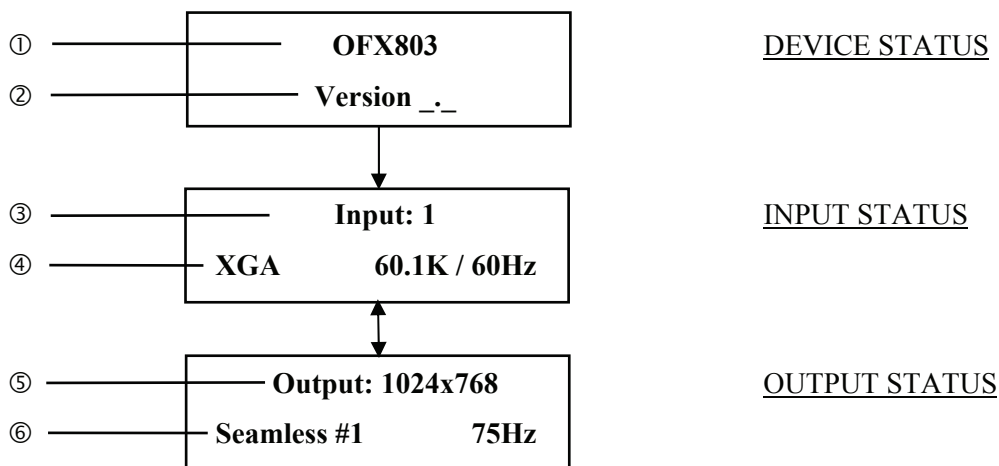 ① OFX803 DEVICE STATUS
② Version _._
③ Input: 1 INPUT STATUS
④ XGA 60.1K / 60Hz
⑤ Output: 1024x768 OUTPUT STATUS
⑥ Seamless #1 75Hz